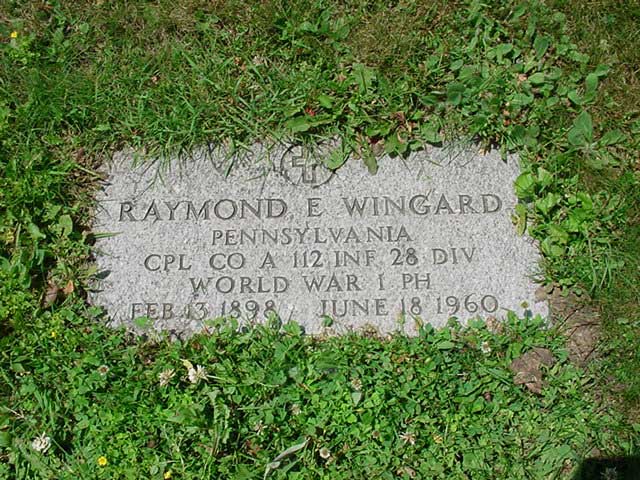 RAYMOND E WINGARD
PENNSYLVANIA
CPL CO A 112 INF 28 DIV
WORLD WAR I PH
FEB 13 1898 JUNE 18 1960